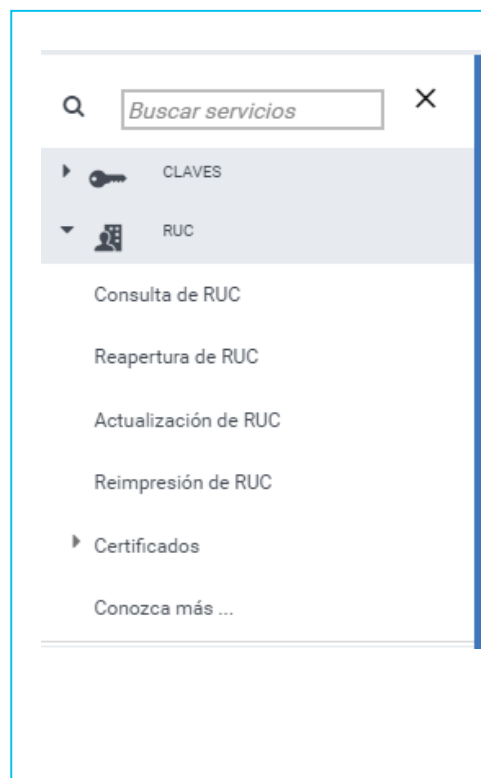 Buscar servicios
CLAVES
RUC
Consulta de RUC
Reapertura de RUC
Actualización de RUC
Reimpresión de RUC
Certificados
Conozca más ...